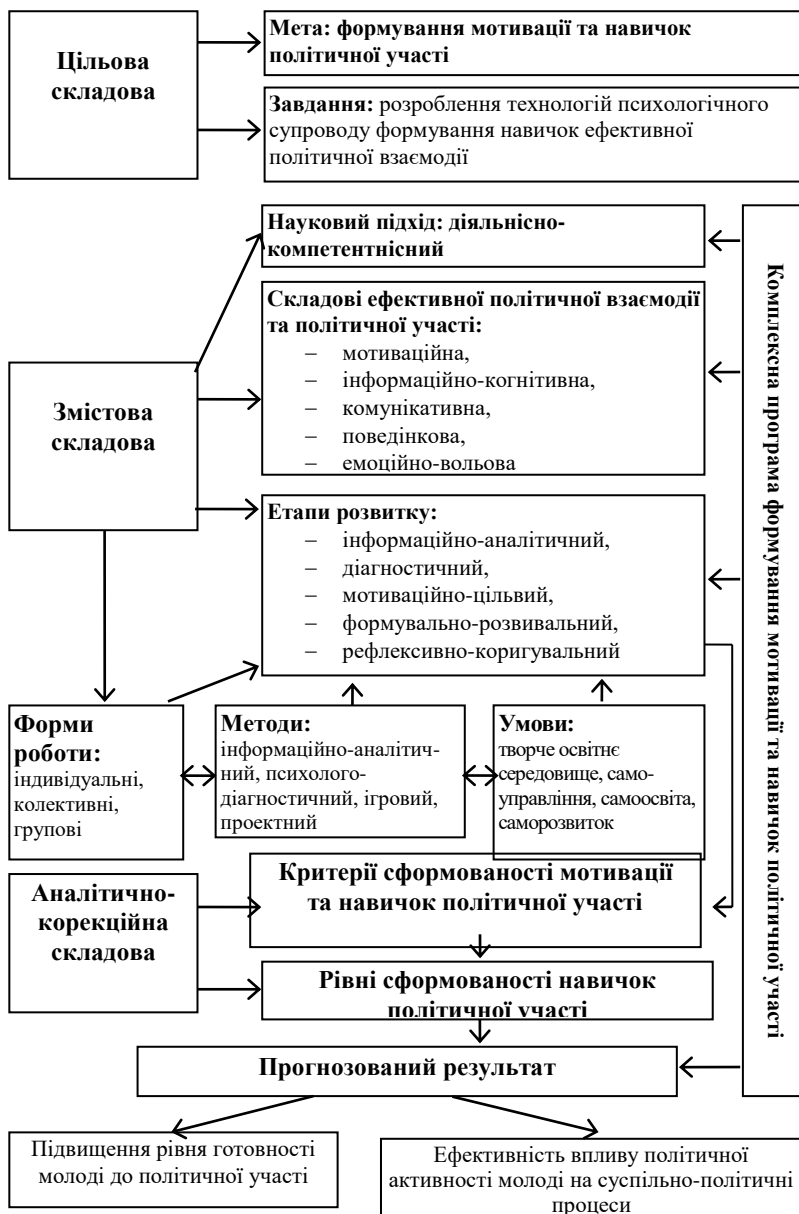 Цільова
складова
Мета: формування мотивації та навичок
політичної участі
Завдання: розроблення технологій психологічного
супроводу формування навичок ефективної
політичної взаємодії
Науковий підхід: діяльнісно-
компетентнісний
Складові ефективної політичної взаємодії
та політичної участі:
– мотиваційна,
– інформаційно-когнітивна,
– комунікативна,
– поведінкова,
– емоційно-вольова
Змістова
складова
Етапи розвитку:
– інформаційно-аналітичний,
– діагностичний,
– мотиваційно-цільвий,
– формувально-розвивальний,
– рефлексивно-коригувальний
Комплексна програма формування мотивації та навичок політичної участі
Форми
роботи:
індивідуальні,
колективні,
групові
Методи:
інформаційно-аналітич-
ний, психолого-
діагностичний, ігровий,
проектний
Умови:
творче освітнє
середовище, само-
управління, самоосвіта,
саморозвиток
Аналітично-
корекційна
складова
Критерії сформованості мотивації
та навичок політичної участі
Рівні сформованості навичок
політичної участі
Прогнозований результат
Підвищення рівня готовності
молоді до політичної участі
Ефективність впливу політичної
активності молоді на суспільно-політичні
процеси